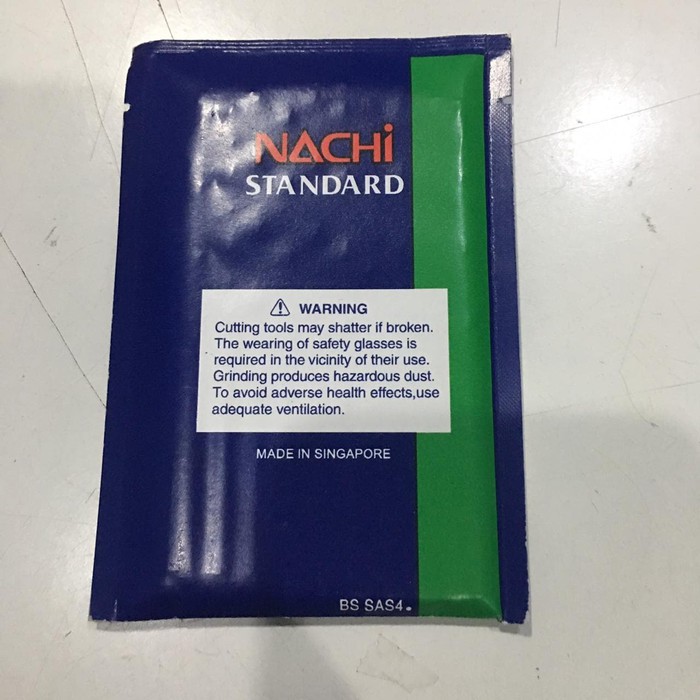 NACHi
STANDARD
⚠ WARNING
Cutting tools may shatter if broken.
The wearing of safety glasses is
required in the vicinity of their use.
Grinding produces hazardous dust.
To avoid adverse health effects,use
adequate ventilation.
MADE IN SINGAPORE
BS SAS4.